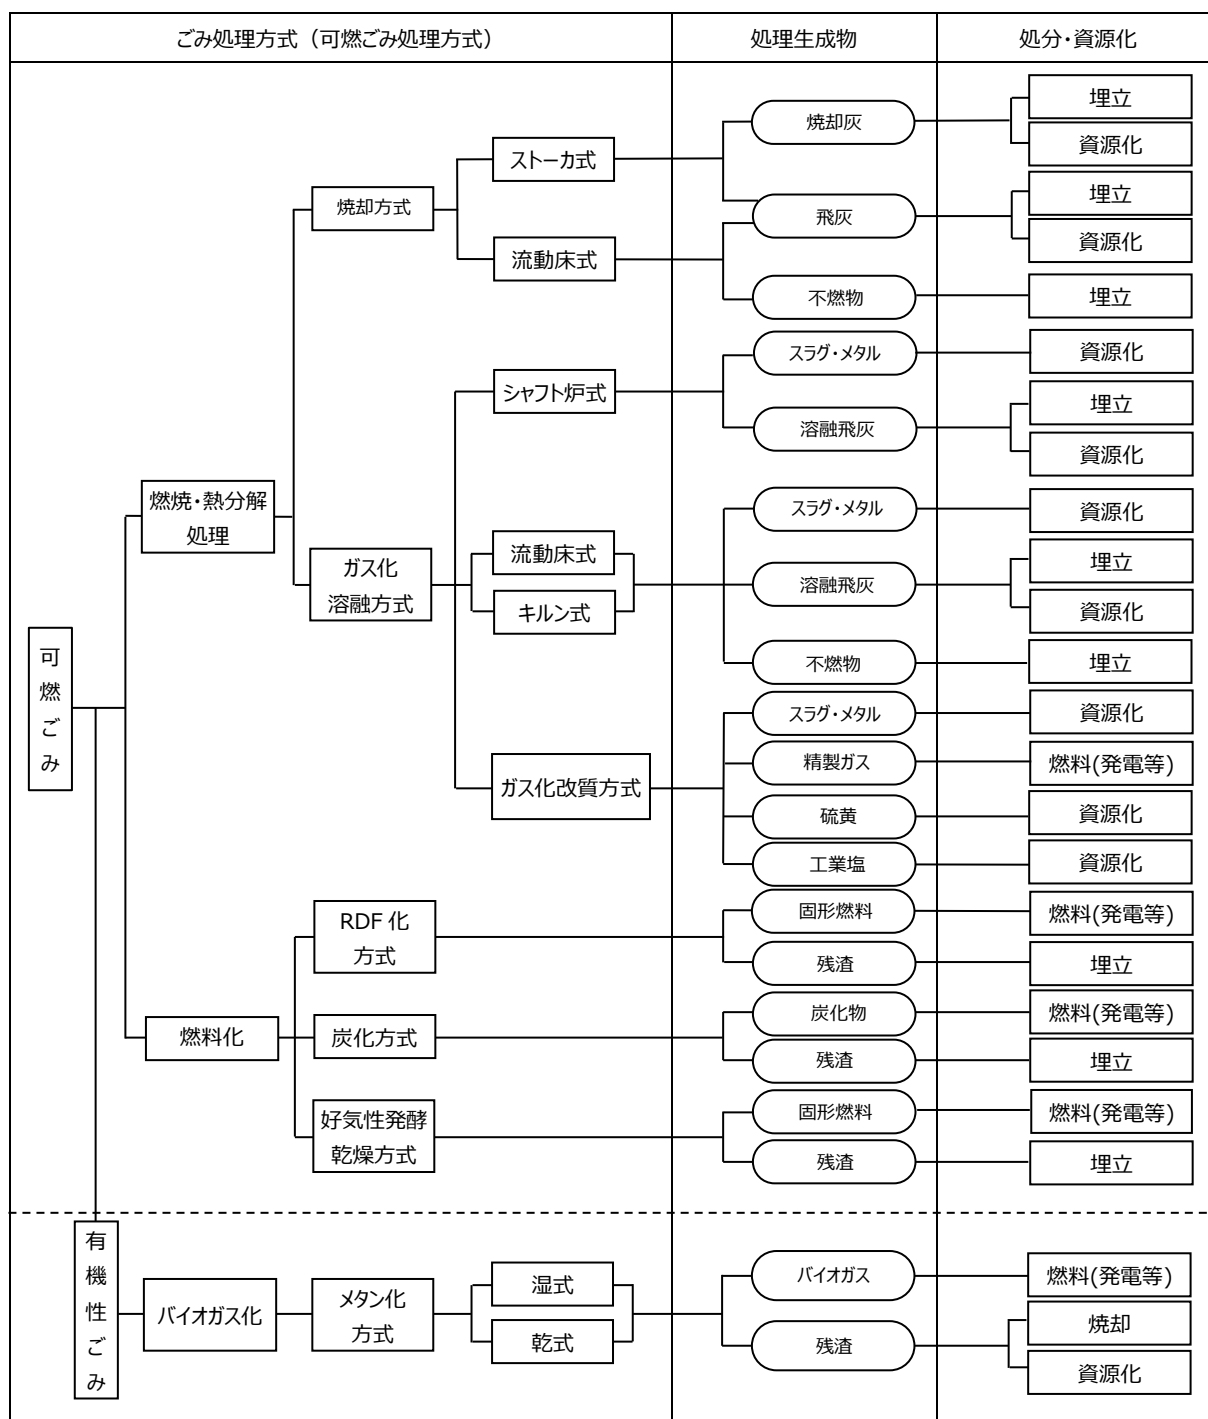 ごみ処理方式（可燃ごみ処理方式）
処理生成物
処分・資源化
可燃ごみ
燃焼・熱分解
処理
焼却方式
ストーカ式
焼却灰
埋立
資源化
飛灰
埋立
資源化
流動床式
不燃物
埋立
ガス化
溶融方式
シャフト炉式
スラグ・メタル
資源化
溶融飛灰
埋立
資源化
流動床式
キルン式
スラグ・メタル
資源化
溶融飛灰
埋立
資源化
不燃物
埋立
ガス化改質方式
スラグ・メタル
資源化
精製ガス
燃料(発電等)
硫黄
資源化
工業塩
資源化
燃料化
RDF 化
方式
固形燃料
燃料(発電等)
残渣
埋立
炭化方式
炭化物
燃料(発電等)
残渣
埋立
好気性発酵
乾燥方式
固形燃料
燃料(発電等)
残渣
埋立
有機性ごみ
バイオガス化
メタン化
方式
湿式
乾式
バイオガス
燃料(発電等)
残渣
焼却
資源化